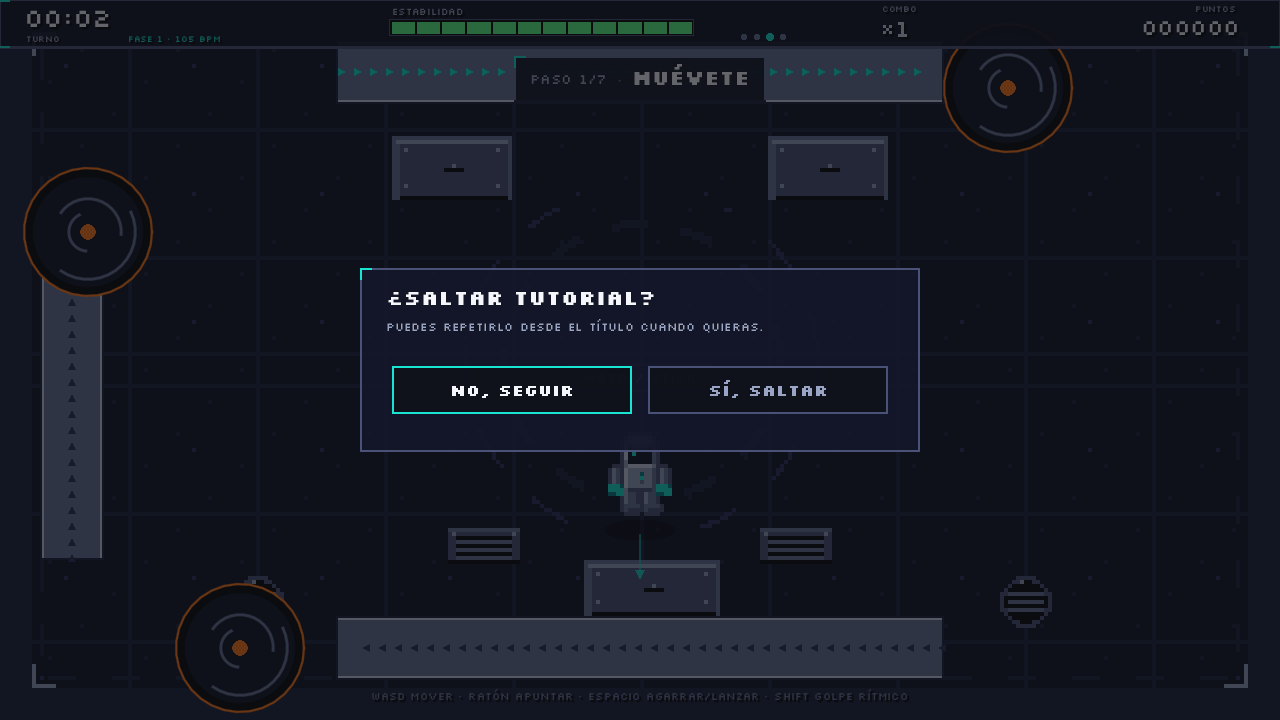 00:02
TURNO
FASE 1 · 105 BPM
ESTABILIDAD
COMBO
×1
PUNTOS
000000
PASO 1/7 · MUÉVETE
¿SALTAR TUTORIAL?
PUEDES REPETIRLO DESDE EL TÍTULO CUANDO QUIERAS.
NO, SEGUIR
SÍ, SALTAR
WASD MOVER · RATÓN APUNTAR · ESPACIO AGARRAR/LANZAR · SHIFT GOLPE RÍTMICO